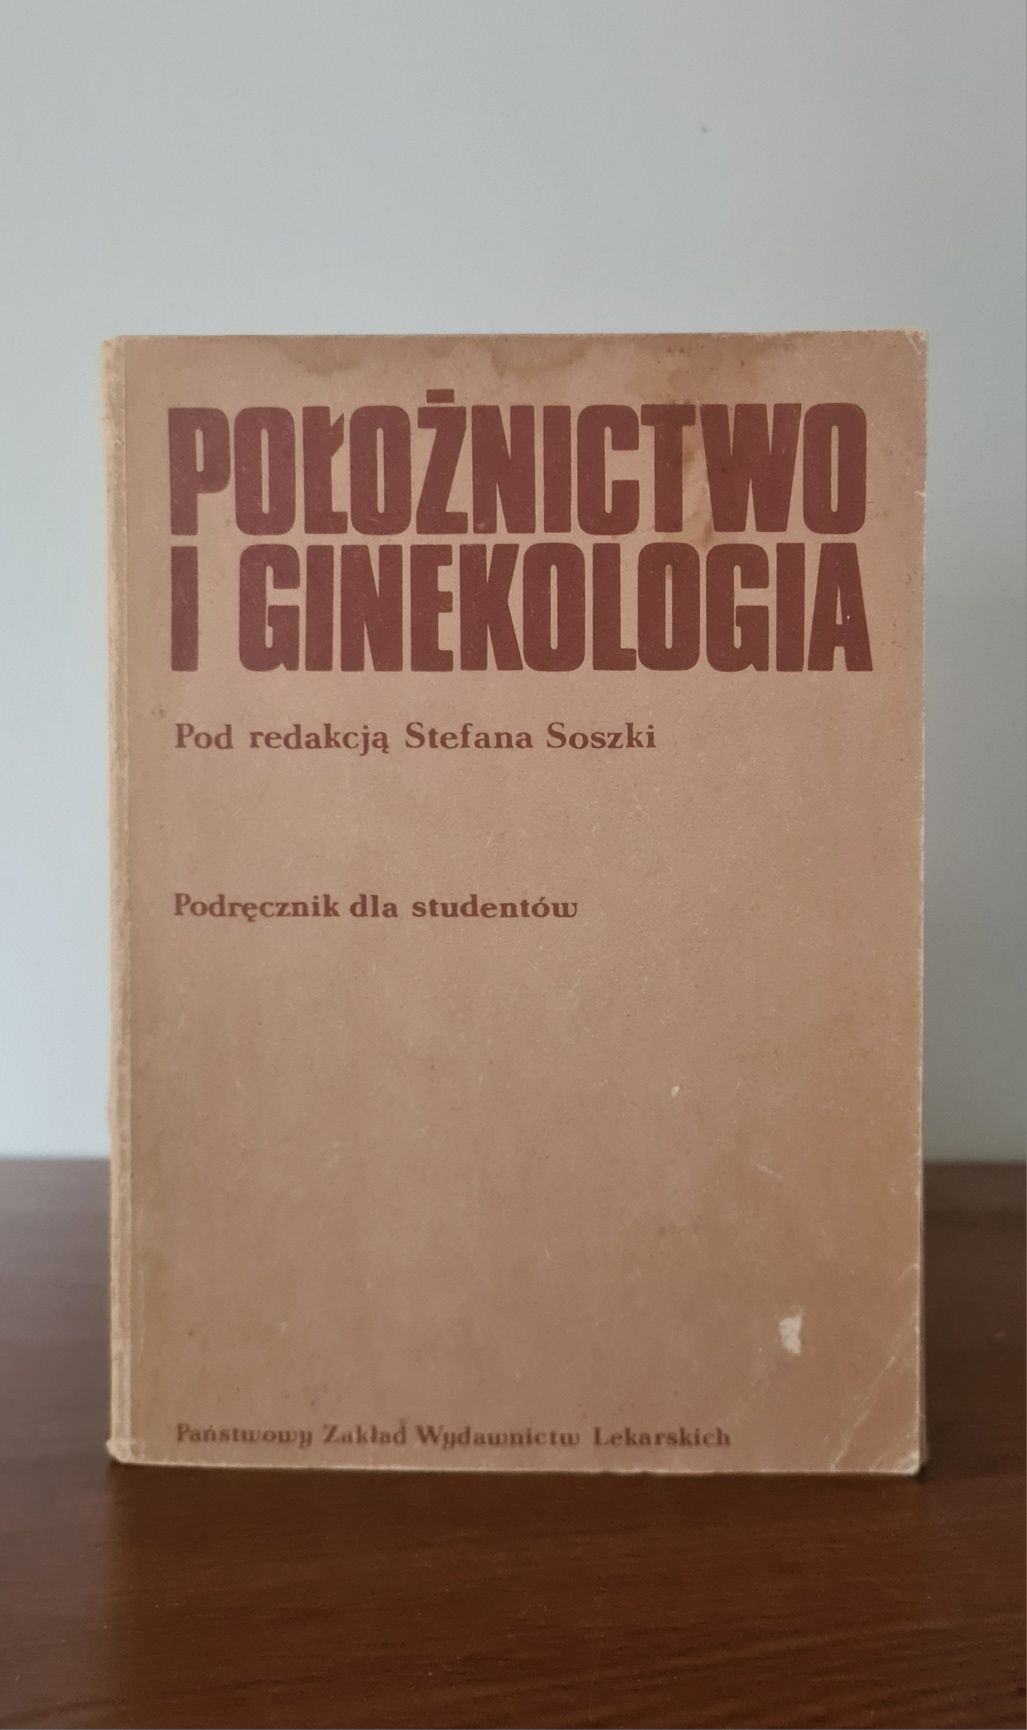 POŁOŻNICTWO
I GINEKOLOGIA
Pod redakcją Stefana Soszki
Podręcznik dla studentów
Państwowy Zakład Wydawnictw Lekarskich